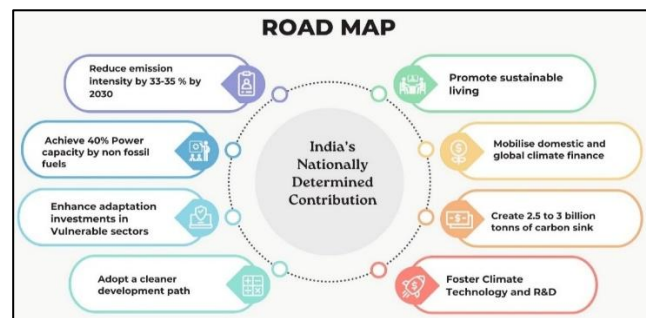 ROAD MAP
Reduce emission
intensity by 33-35 % by
2030
Achieve 40% Power
capacity by non fossil
fuels
Enhance adaptation
investments in
Vulnerable sectors
Adopt a cleaner
development path
India's
Nationally
Determined
Contribution
Promote sustainable
living
Mobilise domestic and
global climate finance
Create 2.5 to 3 billion
tonnes of carbon sink
Foster Climate
Technology and R&D